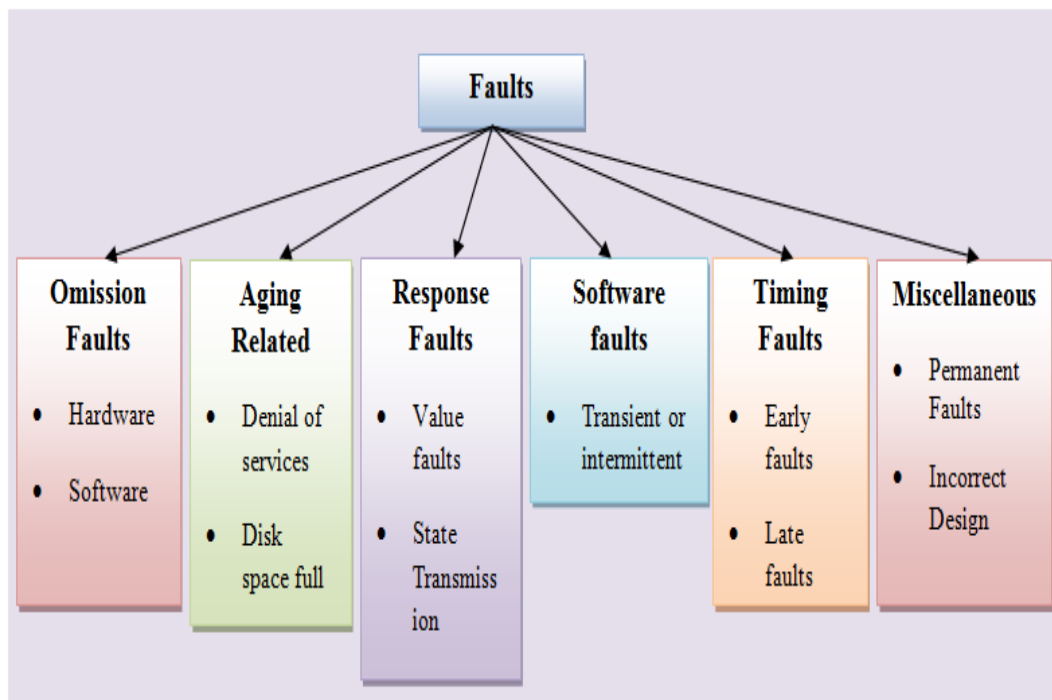 Faults
Omission
Faults
• Hardware
• Software
Aging
Related
• Denial of
services
• Disk
space full
Response
Faults
• Value
faults
• State
Transmiss
ion
Software
faults
• Transient or
intermittent
Timing
Faults
• Early
faults
• Late
faults
Miscellaneous
• Permanent
Faults
• Incorrect
Design